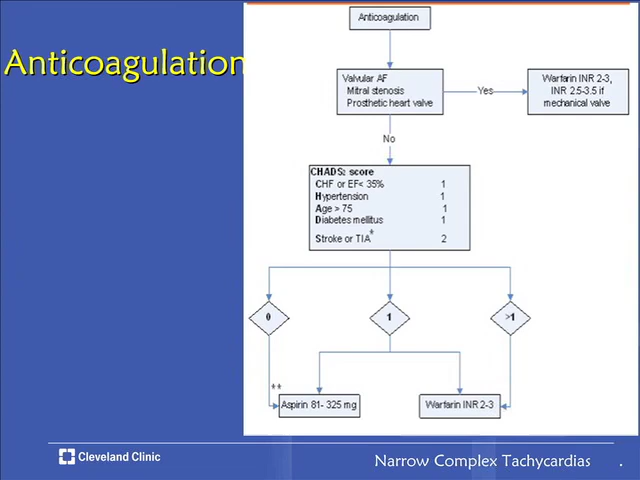 Anticoagulation
Anticoagulation
Valvular AF
Mitral stenosis
Prosthetic heart valve
Yes
Warfarin INR 2-3,
INR 2.5-3.5 if
mechanical valve
No
CHADS₂ score
CHF or EF< 35% 1
Hypertension 1
Age > 75 1
Diabetes mellitus 1
Stroke or TIA* 2
0
1
>1
**
Aspirin 81- 325 mg
Warfarin INR 2-3
Cleveland Clinic
Narrow Complex Tachycardias .